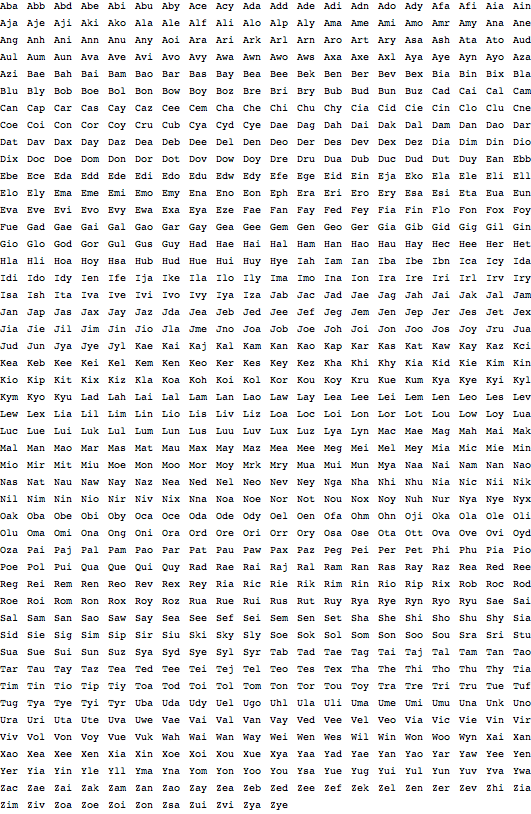 Aba Abb Abd Abe Abi Abu Aby Ace Acy Ada Add Ade Adi Adn Ado Ady Afa Afi Aia Ain
Aja Aje Aji Aki Ako Ala Ale Alf Ali Alo Alp Aly Ama Ame Ami Amo Amr Amy Ana Ane
Ang Anh Ani Ann Anu Any Aoi Ara Ari Ark Arl Arn Aro Art Ary Asa Ash Ata Ato Aud
Aul Aum Aun Ava Ave Avi Avo Avy Awa Awn Awo Aws Axa Axe Axl Aya Aye Ayn Ayo Aza
Azi Bae Bah Bai Bam Bao Bar Bas Bay Bea Bee Bek Ben Ber Bev Bex Bia Bin Bix Bla
Blu Bly Bob Boe Bol Bon Bow Boy Boz Bre Bri Bry Bub Bud Bun Buz Cad Cai Cal Cam
Can Cap Car Cas Cay Caz Cee Cem Cha Che Chi Chu Chy Cia Cid Cie Cin Clo Clu Cne
Coe Coi Con Cor Coy Cru Cub Cya Cyd Cye Dae Dag Dah Dai Dak Dal Dam Dan Dao Dar
Dat Dav Dax Day Daz Dea Deb Dee Del Den Deo Der Des Dev Dex Dez Dia Dim Din Dio
Dix Doc Doe Dom Don Dor Dot Dov Dow Doy Dre Dru Dua Dub Duc Dud Dut Duy Ean Ebb
Ebe Ece Eda Edd Ede Edi Edo Edu Edw Edy Efe Ege Eid Ein Eja Eko Ela Ele Eli Ell
Elo Ely Ema Eme Emi Emo Emy Ena Eno Eon Eph Era Eri Ero Ery Esa Esi Eta Eua Eun
Eva Eve Evi Evo Evy Ewa Exa Eya Eze Fae Fan Fay Fed Fey Fia Fin Flo Fon Fox Foy
Fue Gad Gae Gai Gal Gao Gar Gay Gea Gee Gem Gen Geo Ger Gia Gib Gid Gig Gil Gin
Gio Glo God Gor Gul Gus Guy Had Hae Hai Hal Ham Han Hao Hau Hay Hec Hee Her Het
Hla Hli Hoa Hoy Hsa Hub Hud Hue Hui Huy Hye Iah Iam Ian Iba Ibe Ibn Ica Icy Ida
Idi Ido Idy Ien Ife Ija Ike Ila Ilo Ily Ima Imo Ina Ion Ira Ire Iri Irl Irv Iry
Isa Ish Ita Iva Ive Ivi Ivo Ivy Iya Iza Jab Jac Jad Jae Jag Jah Jai Jak Jal Jam
Jan Jap Jas Jax Jay Jaz Jda Jea Jeb Jed Jee Jef Jeg Jem Jen Jep Jer Jes Jet Jex
Jia Jie Jil Jim Jin Jio Jla Jme Jno Joa Job Joe Joh Joi Jon Joo Jos Joy Jru Jua
Jud Jun Jya Jye Jyl Kae Kai Kaj Kal Kam Kan Kao Kap Kar Kas Kat Kaw Kay Kaz Kci
Kea Keb Kee Kei Kel Kem Ken Keo Ker Kes Key Kez Kha Khi Khy Kia Kid Kie Kim Kin
Kio Kip Kit Kix Kiz Kla Koa Koh Koi Kol Kor Kou Koy Kru Kue Kum Kya Kye Kyi Kyl
Kym Kyo Kyu Lad Lah Lai Lal Lam Lan Lao Law Lay Lea Lee Lei Lem Len Leo Les Lev
Lew Lex Lia Lil Lim Lin Lio Lis Liv Liz Loa Loc Loi Lon Lor Lot Lou Low Loy Lua
Luc Lue Lui Luk Lul Lum Lun Lus Luu Luv Lux Luz Lya Lyn Mac Mae Mag Mah Mai Mak
Mal Man Mao Mar Mas Mat Mau Max May Maz Mea Mee Meg Mei Mel Mey Mia Mic Mie Min
Mio Mir Mit Miu Moe Mon Moo Mor Moy Mrk Mry Mua Mui Mun Mya Naa Nai Nam Nan Nao
Nas Nat Nau Naw Nay Naz Nea Ned Nel Neo Nev Ney Nga Nha Nhi Nhu Nia Nic Nii Nik
Nil Nim Nin Nio Nir Niv Nix Nna Noa Noe Nor Not Nou Nox Noy Nuh Nur Nya Nye Nyx
Oak Oba Obe Obi Oby Oca Oce Oda Ode Ody Oel Oen Ofa Ohm Ohn Oji Oka Ola Ole Oli
Olu Oma Omi Ona Ong Oni Ora Ord Ore Ori Orr Ory Osa Ose Ota Ott Ova Ove Ovi Oyd
Oza Pai Paj Pal Pam Pao Par Pat Pau Paw Pax Paz Peg Pei Per Pet Phi Phu Pia Pio
Poe Pol Pui Qua Que Qui Quy Rad Rae Rai Raj Ral Ram Ran Ras Ray Raz Rea Red Ree
Reg Rei Rem Ren Reo Rev Rex Rey Ria Ric Rie Rik Rim Rin Rio Rip Rix Rob Roc Rod
Roe Roi Rom Ron Rox Roy Roz Rua Rue Rui Rus Rut Ruy Rya Rye Ryn Ryo Ryu Sae Sai
Sal Sam San Sao Saw Say Sea See Sef Sei Sem Sen Set Sha She Shi Sho Shu Shy Sia
Sid Sie Sig Sim Sip Sir Siu Ski Sky Sly Soe Sok Sol Som Son Soo Sou Sra Sri Stu
Sua Sue Sui Sun Suz Sya Syd Sye Syl Syr Tab Tad Tae Tag Tai Taj Tal Tam Tan Tao
Tar Tau Tay Taz Tea Ted Tee Tei Tej Tel Teo Tes Tex Tha The Thi Tho Thu Thy Tia
Tim Tin Tio Tip Tiy Toa Tod Toi Tol Tom Ton Tor Tou Toy Tra Tre Tri Tru Tue Tuf
Tug Tya Tye Tyi Tyr Uba Uda Udy Uel Ugo Uhl Ula Uli Uma Ume Umi Umu Una Unk Uno
Ura Uri Uta Ute Uva Uwe Vae Vai Val Van Vay Ved Vee Vel Veo Via Vic Vie Vin Vir
Viv Vol Von Voy Vue Vuk Wah Wai Wan Way Wei Wen Wes Wil Win Won Woo Wyn Xai Xan
Xao Xea Xee Xen Xia Xin Xoe Xoi Xou Xue Xya Yaa Yad Yae Yan Yao Yar Yaw Yee Yen
Yer Yia Yin Yle Yll Yma Yna Yom Yon Yoo You Ysa Yue Yug Yui Yul Yun Yuv Yva Ywa
Zac Zae Zai Zak Zam Zan Zao Zay Zea Zeb Zed Zee Zef Zek Zel Zen Zer Zev Zhi Zia
Zim Ziv Zoa Zoe Zoi Zon Zsa Zui Zvi Zya Zye